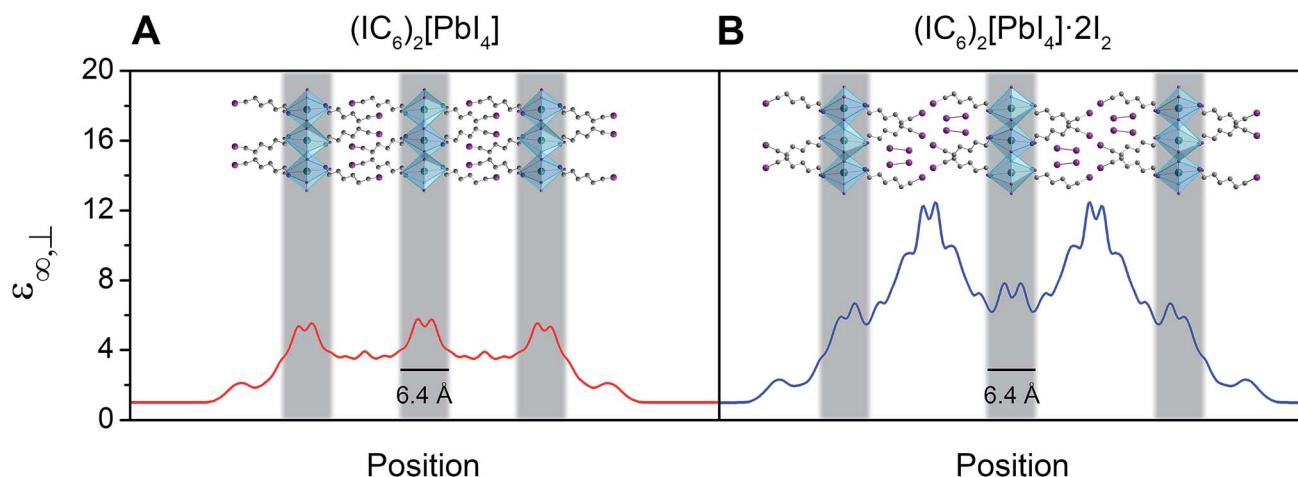 A
(IC₆)₂[PbI₄]
B
(IC₆)₂[PbI₄]·2I₂
20
16
12
8
4
0
ε∞,⊥
6.4 Å
6.4 Å
Position
Position